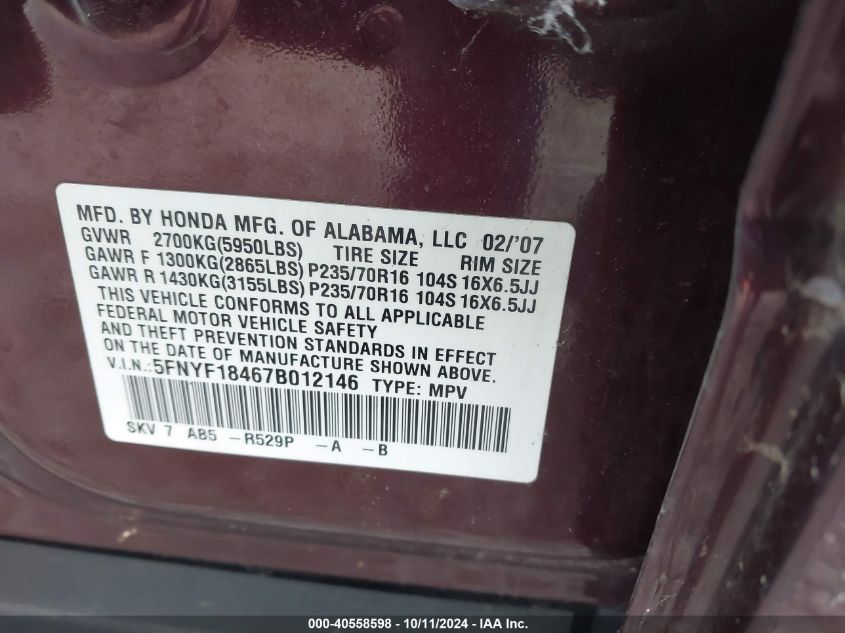 MFD. BY HONDA MFG. OF ALABAMA, LLC 02/'07
GVWR 2700KG(5950LBS) TIRE SIZE RIM SIZE
GAWR F 1300KG(2865LBS) P235/70R16 104S 16X6.5JJ
GAWR R 1430KG(3155LBS) P235/70R16 104S 16X6.5JJ
THIS VEHICLE CONFORMS TO ALL APPLICABLE
FEDERAL MOTOR VEHICLE SAFETY
AND THEFT PREVENTION STANDARDS IN EFFECT
ON THE DATE OF MANUFACTURE SHOWN ABOVE.
V.I.N.:5FNYF18467B012146 TYPE: MPV
SKV 7 AB5 -R529P -A -B
000-40558598 - 10/11/2024 - © IAA Holdings, LLC.